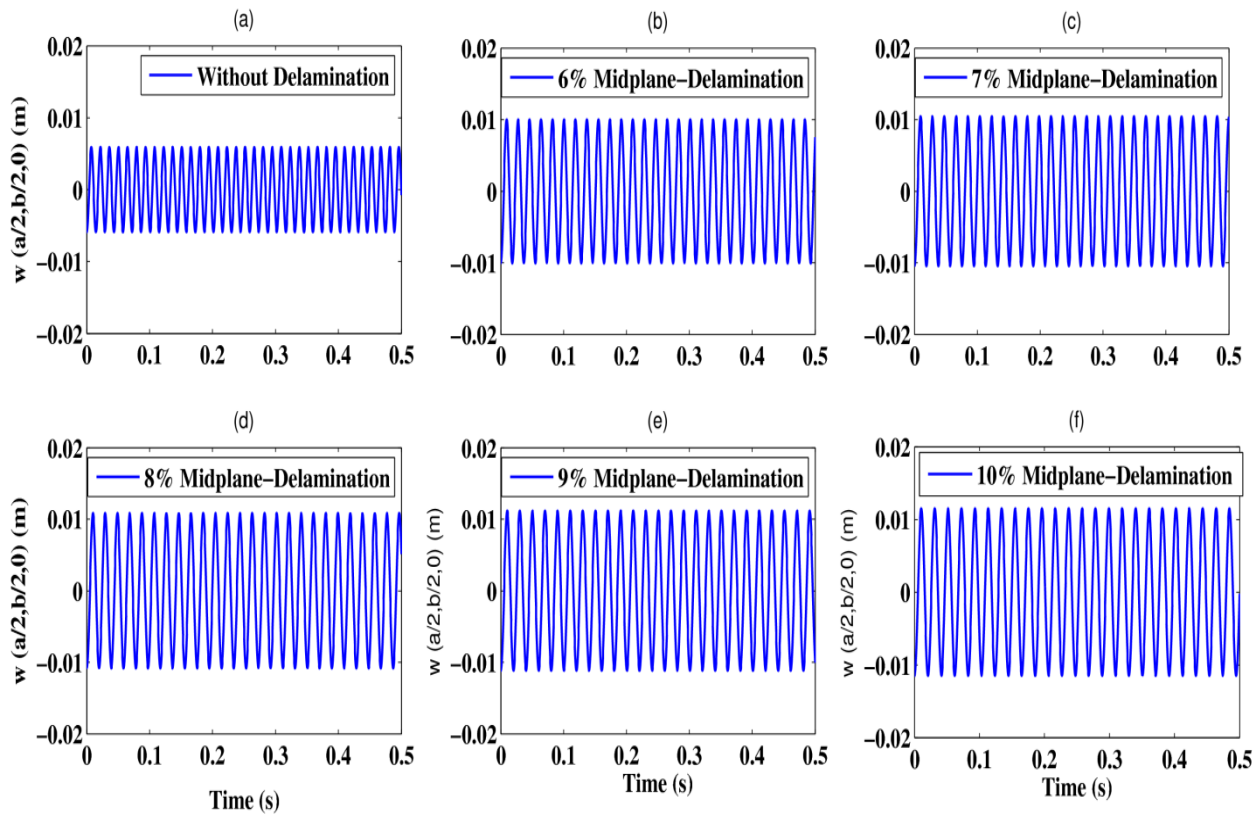 (a)
(b)
(c)
0.02
0.01
0
−0.01
−0.02
w (a/2,b/2,0) (m)
Without Delamination
0 0.1 0.2 0.3 0.4 0.5
0.02
0.01
0
−0.01
−0.02
6% Midplane−Delamination
0 0.1 0.2 0.3 0.4 0.5
0.02
0.01
0
−0.01
−0.02
7% Midplane−Delamination
0 0.1 0.2 0.3 0.4 0.5
(d)
(e)
(f)
0.02
0.01
0
−0.01
−0.02
w (a/2,b/2,0) (m)
8% Midplane−Delamination
0 0.1 0.2 0.3 0.4 0.5
Time (s)
0.02
0.01
0
−0.01
−0.02
w (a/2,b/2,0) (m)
9% Midplane−Delamination
0 0.1 0.2 0.3 0.4 0.5
Time (s)
0.02
0.01
0
−0.01
−0.02
w (a/2,b/2,0) (m)
10% Midplane−Delamination
0 0.1 0.2 0.3 0.4 0.5
Time (s)